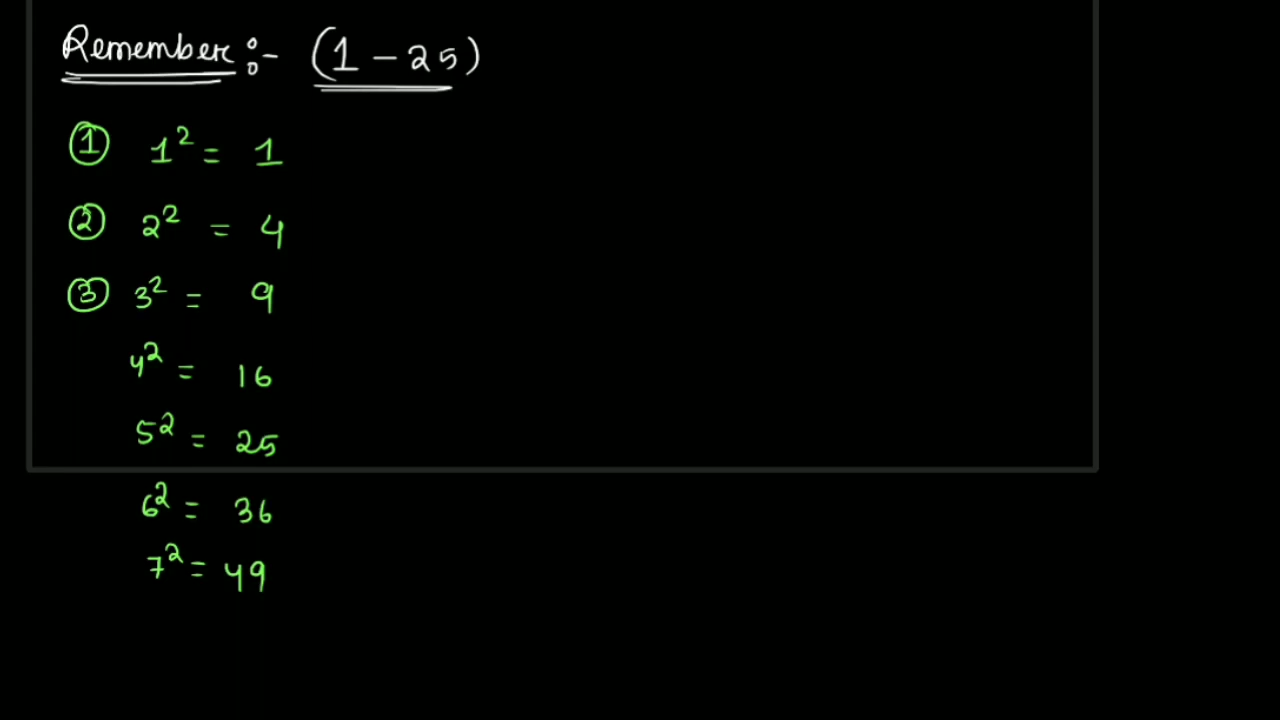 Remember :- (1 - 25)
① 1² = 1
② 2² = 4
③ 3² = 9
4² = 16
5² = 25
6² = 36
7² = 49